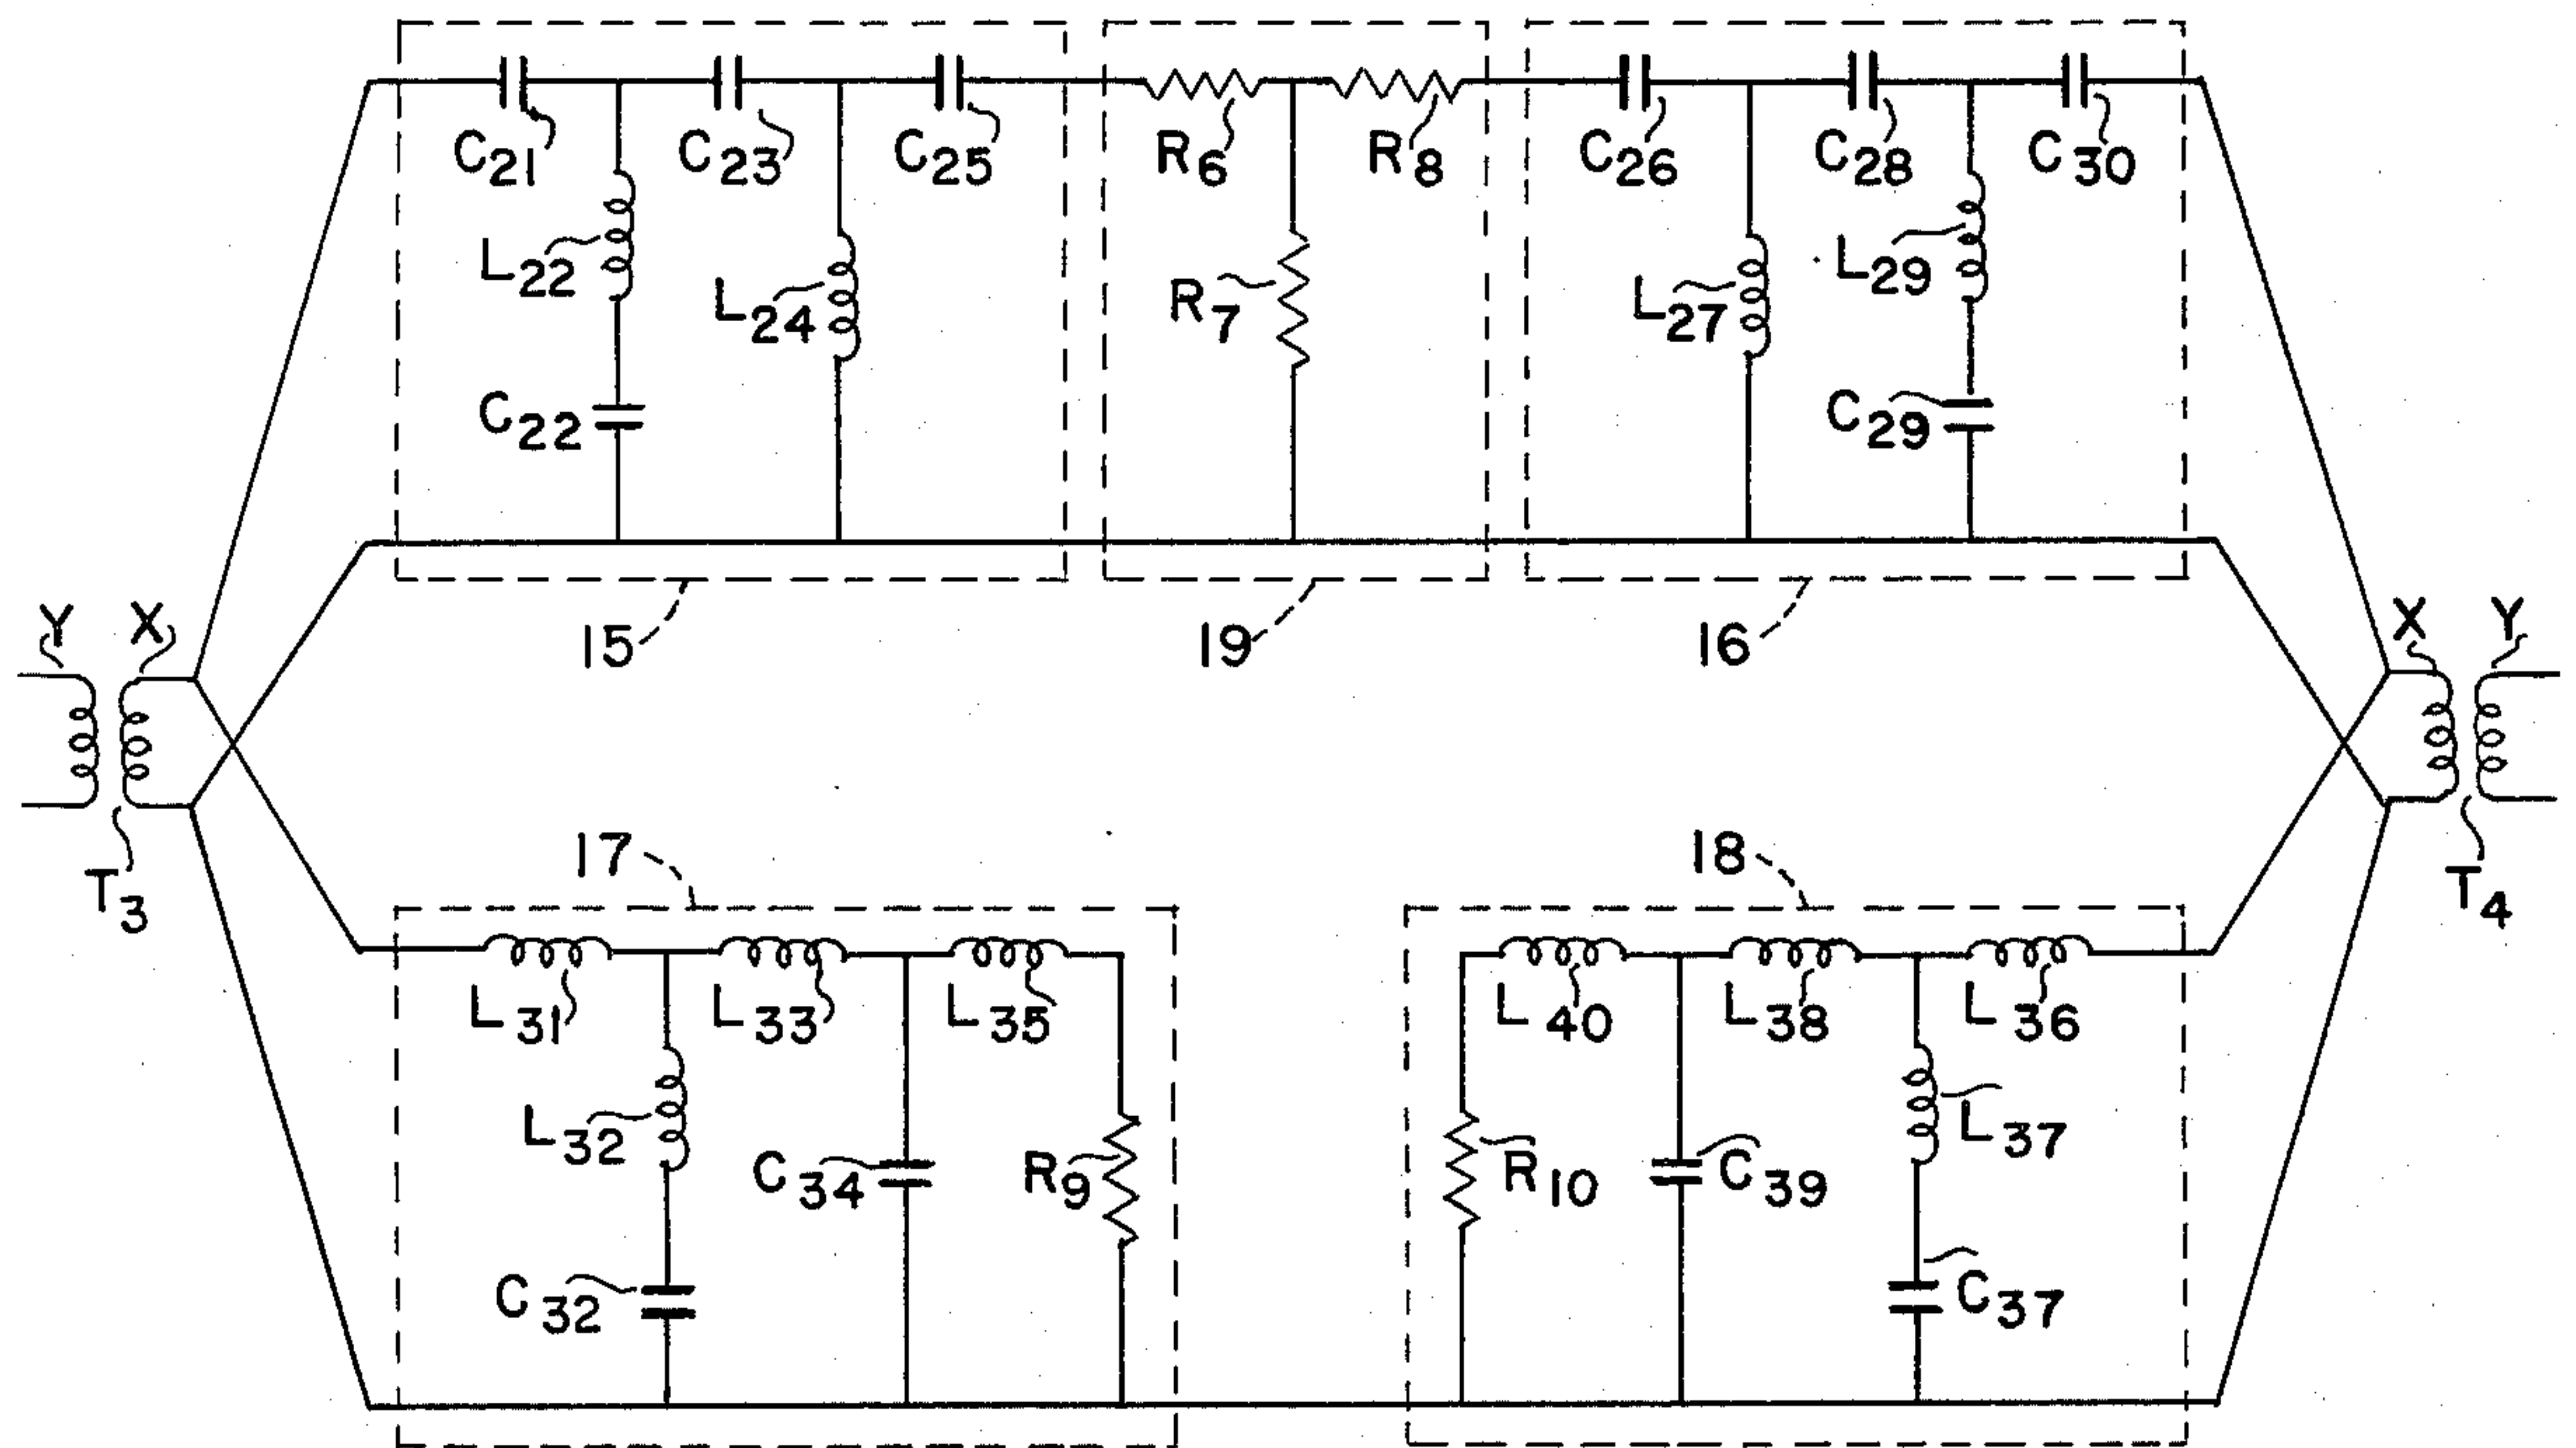 C21 C23 C25 R6 R8 C26 C28 C30
L22 L24 R7 L27 L29
C22 C29
15 19 16
Y X X Y
T3 17 18 T4
L31 L33 L35 L40 L38 L36
L32 C34 R9 R10 C39 L37
C32 C37